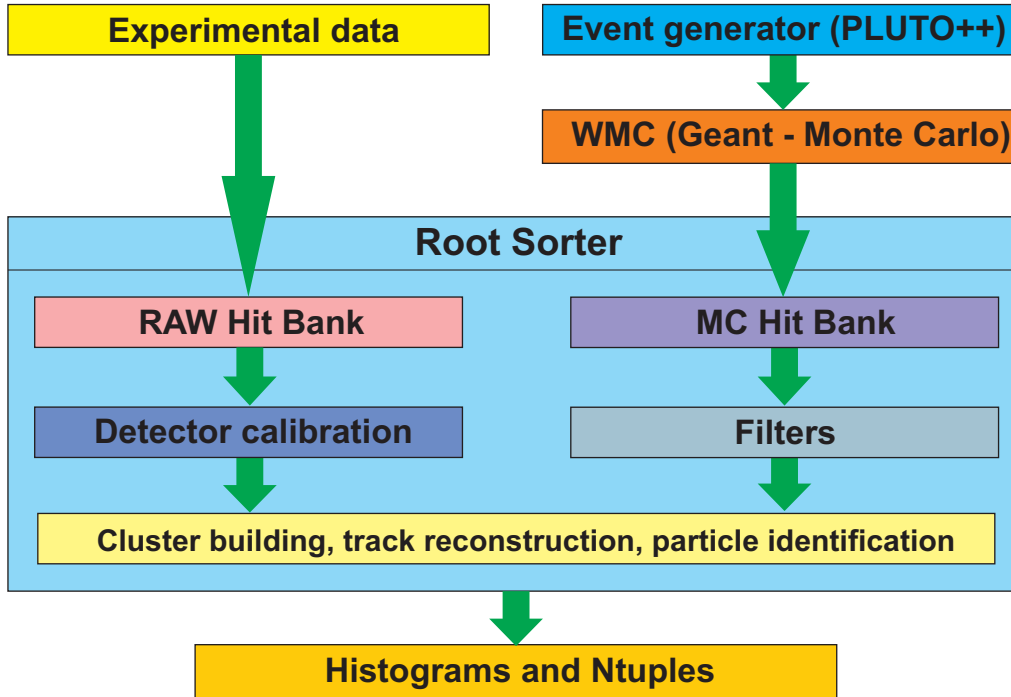 Experimental data
Event generator (PLUTO++)
WMC (Geant - Monte Carlo)
Root Sorter
RAW Hit Bank
MC Hit Bank
Detector calibration
Filters
Cluster building, track reconstruction, particle identification
Histograms and Ntuples